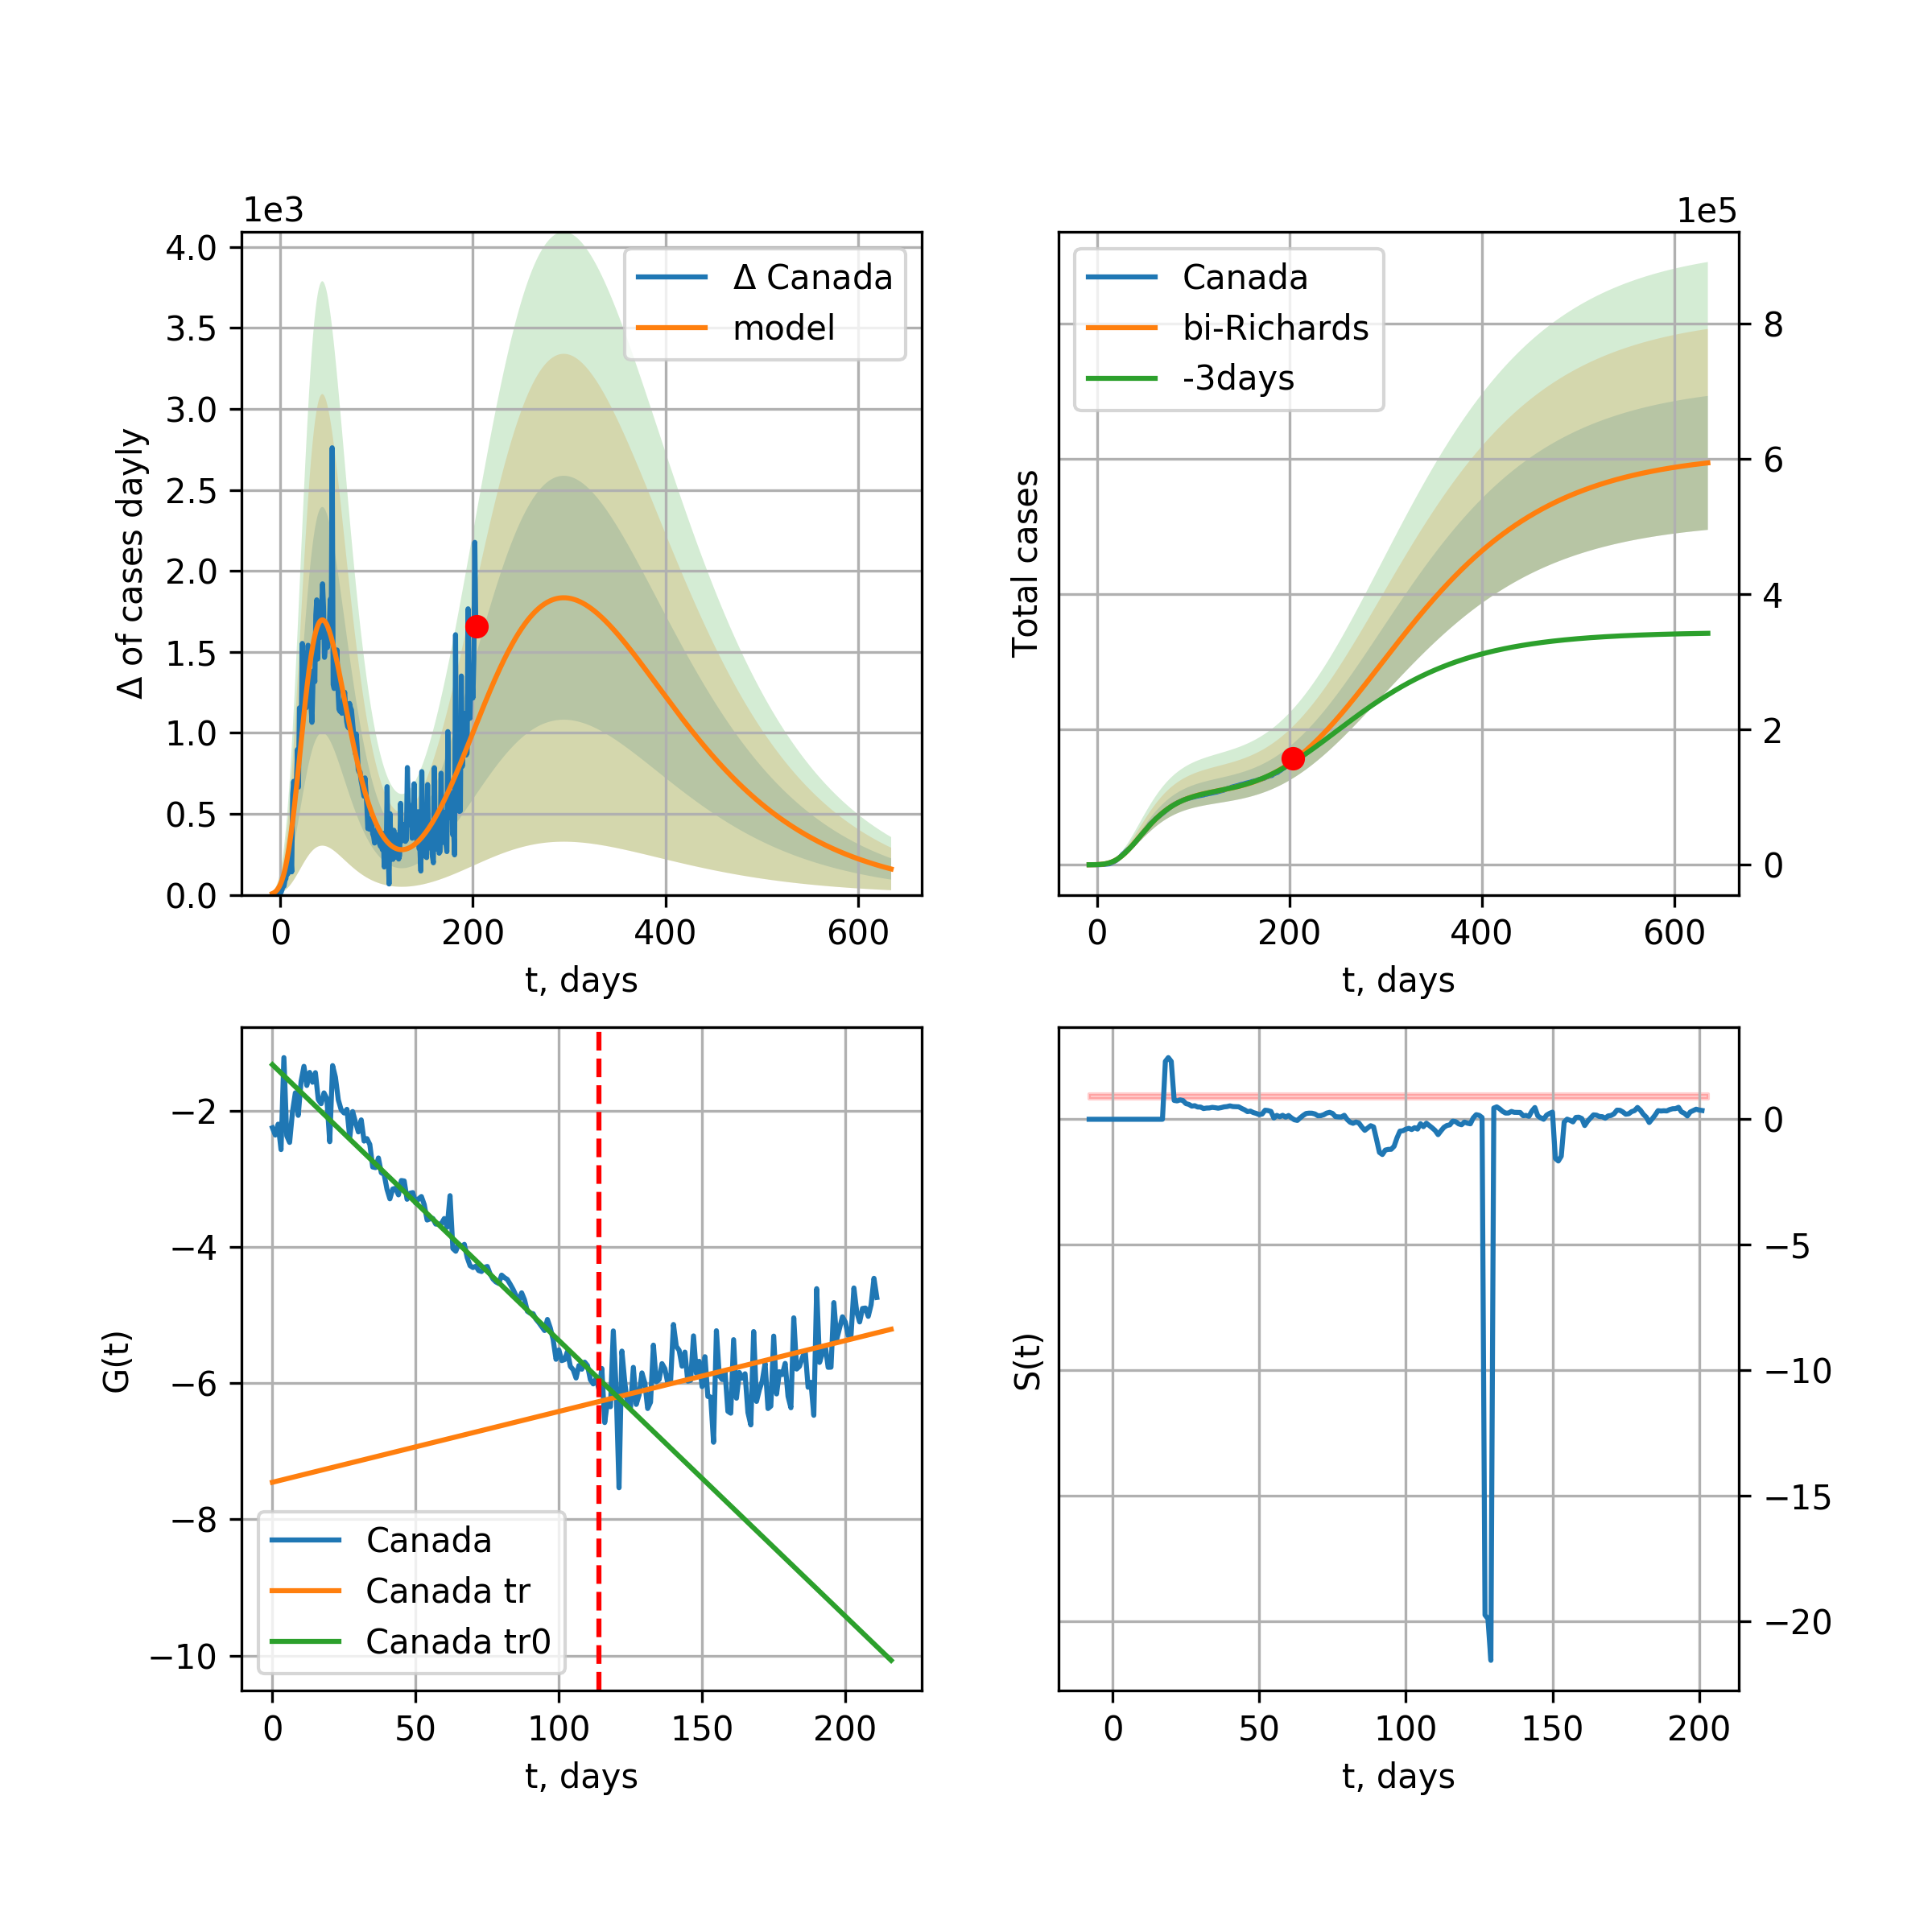 1e3
4.0
3.5
3.0
2.5
2.0
1.5
1.0
0.5
0.0
Δ of cases dayly
Δ Canada
model
0 200 400 600
t, days
1e5
Total cases
Canada
bi-Richards
-3days
8
6
4
2
0
0 200 400 600
t, days
−2
−4
−6
−8
−10
G(t)
Canada
Canada tr
Canada tr0
0 50 100 150 200
t, days
S(t)
0
−5
−10
−15
−20
0 50 100 150 200
t, days